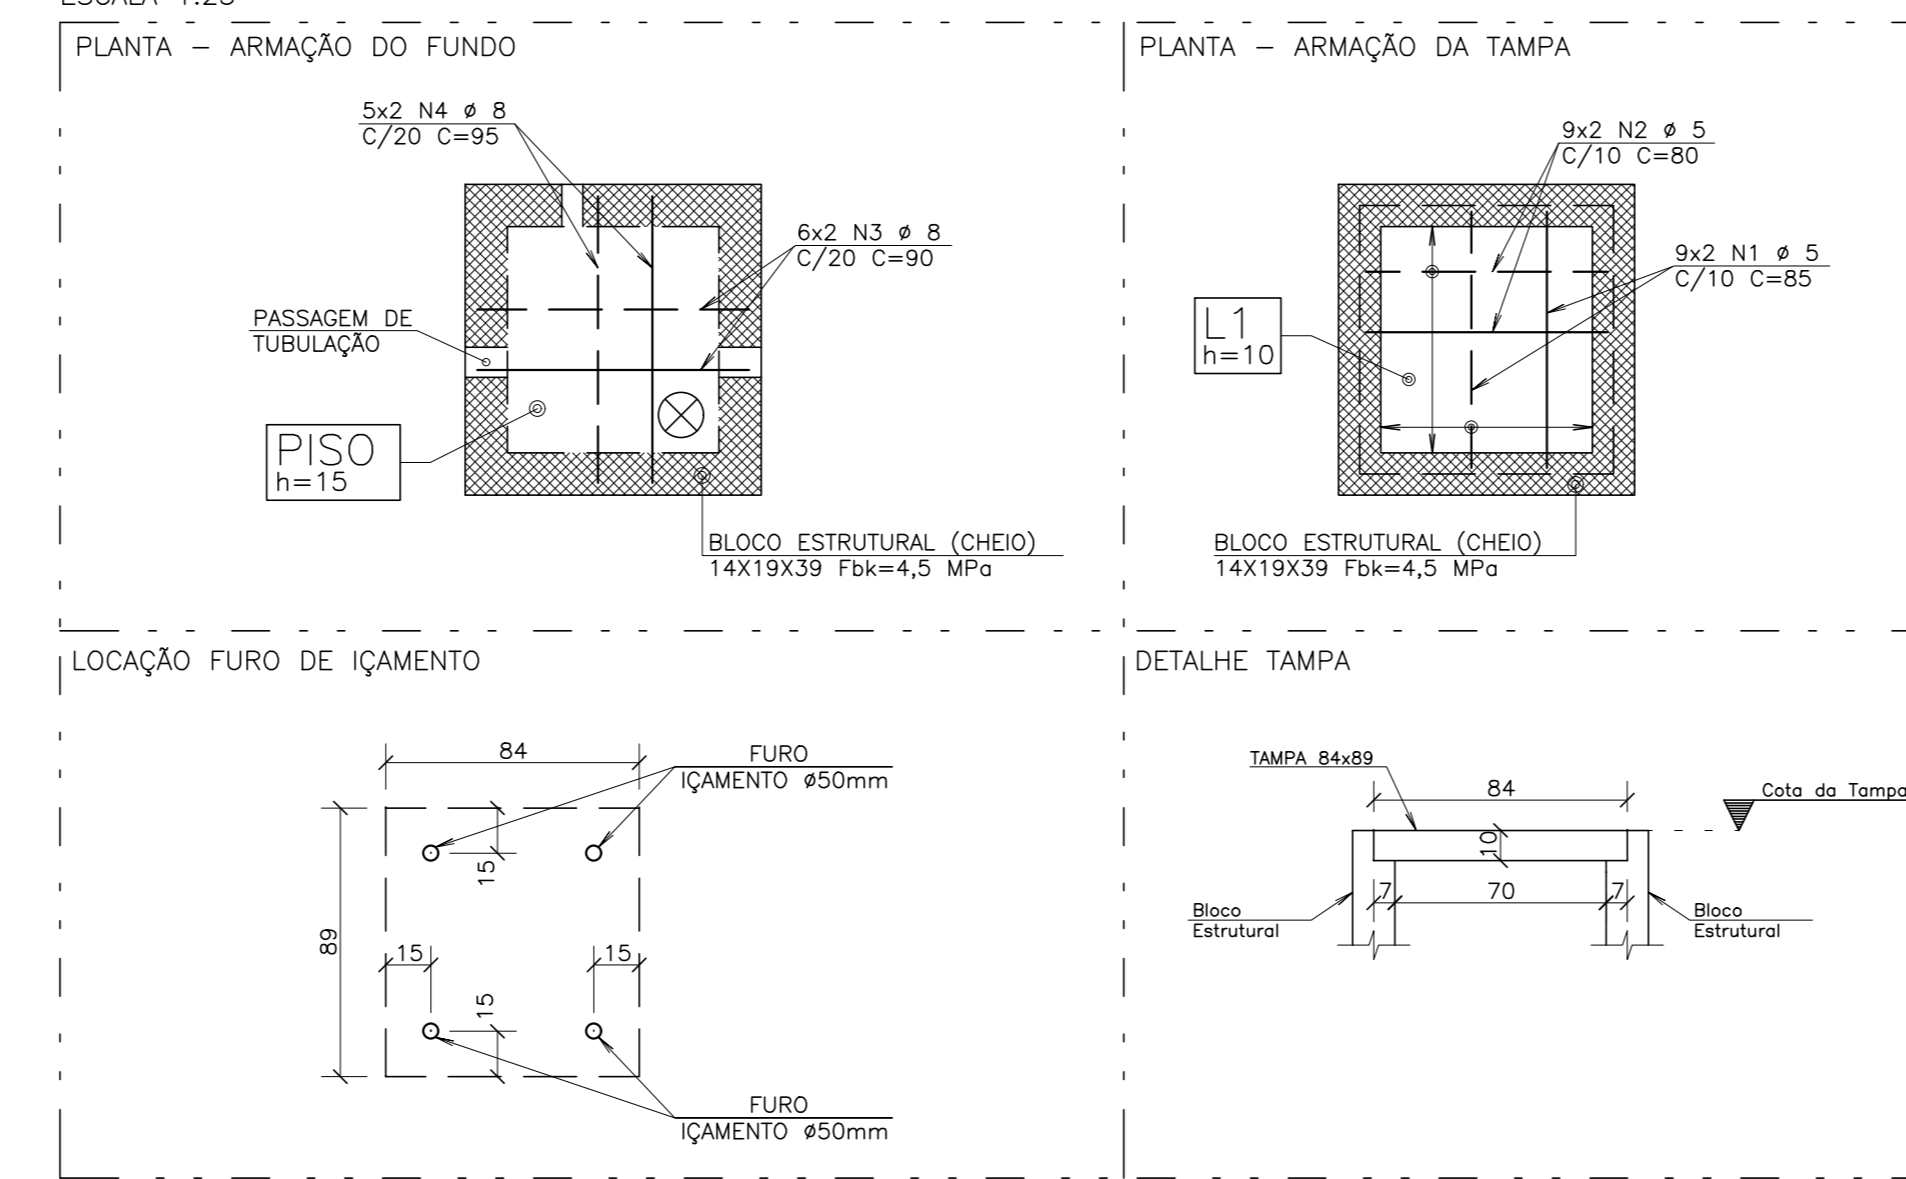 PLANTA – ARMAÇÃO DO FUNDO
5x2 N4 ø 8
C/20 C=95
6x2 N3 ø 8
C/20 C=90
PASSAGEM DE
TUBULAÇÃO
PISO
h=15
BLOCO ESTRUTURAL (CHEIO)
14X19X39 Fbk=4,5 MPa
PLANTA – ARMAÇÃO DA TAMPA
9x2 N2 ø 5
C/10 C=80
9x2 N1 ø 5
C/10 C=85
L1
h=10
BLOCO ESTRUTURAL (CHEIO)
14X19X39 Fbk=4,5 MPa
LOCAÇÃO FURO DE IÇAMENTO
84
FURO
IÇAMENTO ø50mm
15
89
15
15
15
FURO
IÇAMENTO ø50mm
DETALHE TAMPA
TAMPA 84x89
84
Cota da Tampa
10
7
70
7
Bloco
Estrutural
Bloco
Estrutural